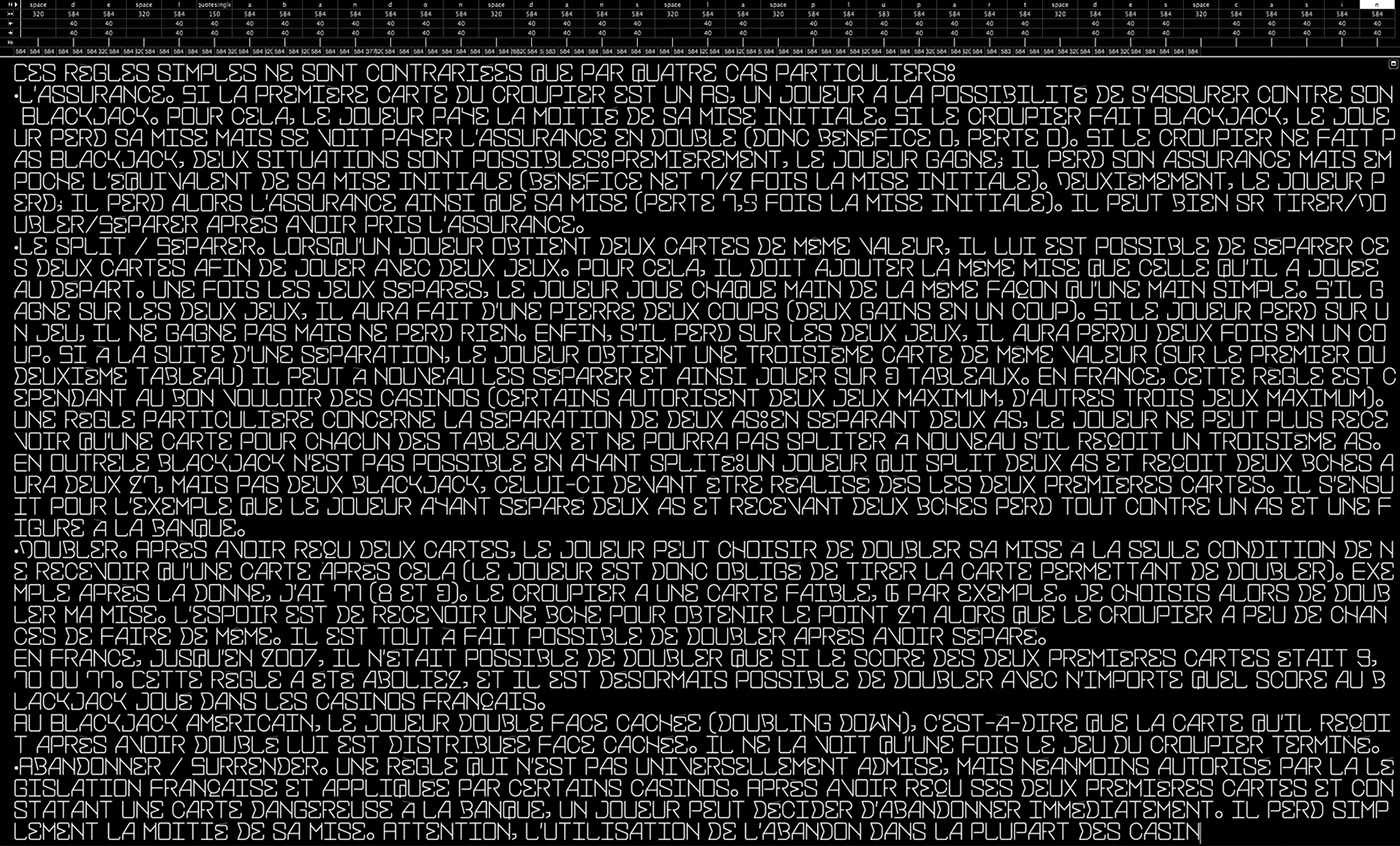 CES REGLES SIMPLES NE SONT CONTRARIEES QUE PAR QUATRE CAS PARTICULIERS:
•L'ASSURANCE. SI LA PREMIERE CARTE DU CROUPIER EST UN AS, UN JOUEUR A LA POSSIBILITE DE S'ASSURER CONTRE SON
BLACKJACK. POUR CELA, LE JOUEUR PAYE LA MOITIE DE SA MISE INITIALE. SI LE CROUPIER FAIT BLACKJACK, LE JOUE
UR PERD SA MISE MAIS SE VOIT PAYER L'ASSURANCE EN DOUBLE (DONC BENEFICE 0, PERTE 0). SI LE CROUPIER NE FAIT P
AS BLACKJACK, DEUX SITUATIONS SONT POSSIBLES:PREMIEREMENT, LE JOUEUR GAGNE; IL PERD SON ASSURANCE MAIS EM
POCHE L'EQUIVALENT DE SA MISE INITIALE (BENEFICE NET 1/2 FOIS LA MISE INITIALE). DEUXIEMEMENT, LE JOUEUR P
ERD; IL PERD ALORS L'ASSURANCE AINSI QUE SA MISE (PERTE 1,5 FOIS LA MISE INITIALE). IL PEUT BIEN SR TIRER/DO
UBLER/SEPARER APRES AVOIR PRIS L'ASSURANCE.
•LE SPLIT / SEPARER. LORSQU'UN JOUEUR OBTIENT DEUX CARTES DE MEME VALEUR, IL LUI EST POSSIBLE DE SEPARER CE
S DEUX CARTES AFIN DE JOUER AVEC DEUX JEUX. POUR CELA, IL DOIT AJOUTER LA MEME MISE QUE CELLE QU'IL A JOUEE
AU DEPART. UNE FOIS LES JEUX SEPARES, LE JOUEUR JOUE CHAQUE MAIN DE LA MEME FAÇON QU'UNE MAIN SIMPLE. S'IL G
AGNE SUR LES DEUX JEUX, IL AURA FAIT D'UNE PIERRE DEUX COUPS (DEUX GAINS EN UN COUP). SI LE JOUEUR PERD SUR U
N JEU, IL NE GAGNE PAS MAIS NE PERD RIEN. ENFIN, S'IL PERD SUR LES DEUX JEUX, IL AURA PERDU DEUX FOIS EN UN CO
UP. SI A LA SUITE D'UNE SEPARATION, LE JOUEUR OBTIENT UNE TROISIEME CARTE DE MEME VALEUR (SUR LE PREMIER OU
DEUXIEME TABLEAU) IL PEUT A NOUVEAU LES SEPARER ET AINSI JOUER SUR 3 TABLEAUX. EN FRANCE, CETTE REGLE EST C
EPENDANT AU BON VOULOIR DES CASINOS (CERTAINS AUTORISENT DEUX JEUX MAXIMUM, D'AUTRES TROIS JEUX MAXIMUM).
UNE REGLE PARTICULIERE CONCERNE LA SEPARATION DE DEUX AS:EN SEPARANT DEUX AS, LE JOUEUR NE PEUT PLUS RECE
VOIR QU'UNE CARTE POUR CHACUN DES TABLEAUX ET NE POURRA PAS SPLITER A NOUVEAU S'IL REÇOIT UN TROISIEME AS.
EN OUTRELE BLACKJACK N'EST PAS POSSIBLE EN AYANT SPLITE:UN JOUEUR QUI SPLIT DEUX AS ET REÇOIT DEUX BCHES A
URA DEUX 21, MAIS PAS DEUX BLACKJACK, CELUI-CI DEVANT ETRE REALISE DES LES DEUX PREMIERES CARTES. IL S'ENSU
IT POUR L'EXEMPLE QUE LE JOUEUR AYANT SEPARE DEUX AS ET RECEVANT DEUX BCHES PERD TOUT CONTRE UN AS ET UNE F
IGURE A LA BANQUE.
•DOUBLER. APRES AVOIR REÇU DEUX CARTES, LE JOUEUR PEUT CHOISIR DE DOUBLER SA MISE A LA SEULE CONDITION DE N
E RECEVOIR QU'UNE CARTE APRES CELA (LE JOUEUR EST DONC OBLIGE DE TIRER LA CARTE PERMETTANT DE DOUBLER). EXE
MPLE APRES LA DONNE, J'AI 11 (8 ET 3). LE CROUPIER A UNE CARTE FAIBLE, 6 PAR EXEMPLE. JE CHOISIS ALORS DE DOUB
LER MA MISE. L'ESPOIR EST DE RECEVOIR UNE BCHE POUR OBTENIR LE POINT 21 ALORS QUE LE CROUPIER A PEU DE CHAN
CES DE FAIRE DE MEME. IL EST TOUT A FAIT POSSIBLE DE DOUBLER APRES AVOIR SEPARE.
EN FRANCE, JUSQU'EN 2007, IL N'ETAIT POSSIBLE DE DOUBLER QUE SI LE SCORE DES DEUX PREMIERES CARTES ETAIT 9,
10 OU 11. CETTE REGLE A ETE ABOLIE2, ET IL EST DESORMAIS POSSIBLE DE DOUBLER AVEC N'IMPORTE QUEL SCORE AU B
LACKJACK JOUE DANS LES CASINOS FRANÇAIS.
AU BLACKJACK AMERICAIN, LE JOUEUR DOUBLE FACE CACHEE (DOUBLING DOWN), C'EST-A-DIRE QUE LA CARTE QU'IL REÇOI
T APRES AVOIR DOUBLE LUI EST DISTRIBUEE FACE CACHEE. IL NE LA VOIT QU'UNE FOIS LE JEU DU CROUPIER TERMINE.
•ABANDONNER / SURRENDER. UNE REGLE QUI N'EST PAS UNIVERSELLEMENT ADMISE, MAIS NEANMOINS AUTORISE PAR LA LE
GISLATION FRANÇAISE ET APPLIQUEE PAR CERTAINS CASINOS. APRES AVOIR REÇU SES DEUX PREMIERES CARTES ET CON
STATANT UNE CARTE DANGEREUSE A LA BANQUE, UN JOUEUR PEUT DECIDER D'ABANDONNER IMMEDIATEMENT. IL PERD SIMP
LEMENT LA MOITIE DE SA MISE. ATTENTION, L'UTILISATION DE L'ABANDON DANS LA PLUPART DES CASIN